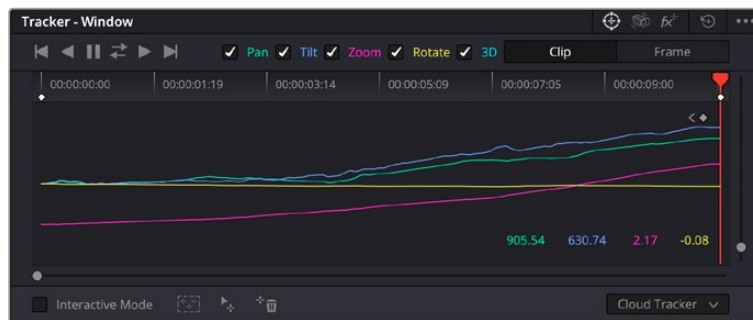 Tracker - Window
Pan Tilt Zoom Rotate 3D Clip Frame
00:00:00:00 00:00:01:19 00:00:03:14 00:00:05:09 00:00:07:05 00:00:09:00
905.54 630.74 2.17 -0.08
Interactive Mode Cloud Tracker